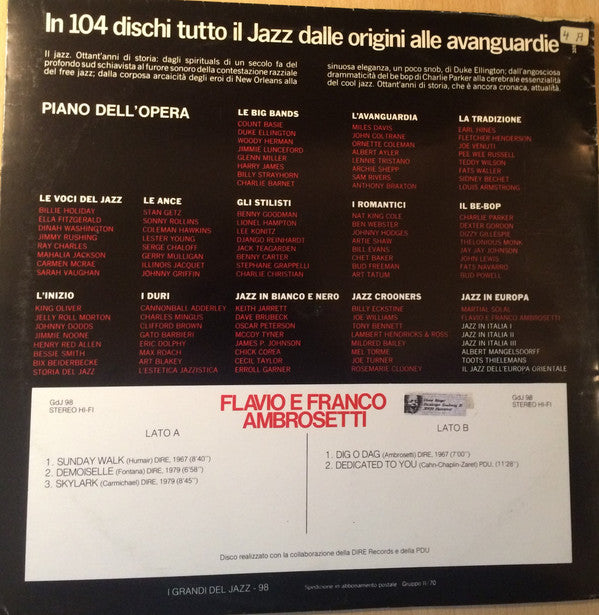 In 104 dischi tutto il Jazz dalle origini alle avanguardie
4. A
Il jazz. Ottant'anni di storia: dagli spirituals di un secolo fa del
profondo sud schiavista al furore sonoro della contestazione razziale
del free jazz; dalla corposa arcaicità degli eroi di New Orleans alla
sinuosa eleganza, un poco snob, di Duke Ellington; dall'angosciosa
drammaticità del be bop di Charlie Parker alla cerebrale essenzialità
del cool jazz. Ottant'anni di storia, che è ancora cronaca, attualità.
PIANO DELL'OPERA
LE BIG BANDS
COUNT BASIE
DUKE ELLINGTON
WOODY HERMAN
JIMMIE LUNCEFORD
GLENN MILLER
HARRY JAMES
BILLY STRAYHORN
CHARLIE BARNET
L'AVANGUARDIA
MILES DAVIS
JOHN COLTRANE
ORNETTE COLEMAN
ALBERT AYLER
LENNIE TRISTANO
ARCHIE SHEPP
SAM RIVERS
ANTHONY BRAXTON
LA TRADIZIONE
EARL HINES
FLETCHER HENDERSON
JOE VENUTI
PEE WEE RUSSELL
TEDDY WILSON
FATS WALLER
SIDNEY BECHET
LOUIS ARMSTRONG
LE VOCI DEL JAZZ
BILLIE HOLIDAY
ELLA FITZGERALD
DINAH WASHINGTON
JIMMY RUSHING
RAY CHARLES
MAHALIA JACKSON
CARMEN MCRAE
SARAH VAUGHAN
LE ANCE
STAN GETZ
SONNY ROLLINS
COLEMAN HAWKINS
LESTER YOUNG
SERGE CHALOFF
GERRY MULLIGAN
ILLINOIS JACQUET
JOHNNY GRIFFIN
GLI STILISTI
BENNY GOODMAN
LIONEL HAMPTON
LEE KONITZ
DJANGO REINHARDT
JACK TEAGARDEN
BENNY CARTER
STEPHANE GRAPPELLI
CHARLIE CHRISTIAN
I ROMANTICI
NAT KING COLE
BEN WEBSTER
JOHNNY HODGES
ARTIE SHAW
BILL EVANS
CHET BAKER
BUD FREEMAN
ART TATUM
IL BE-BOP
CHARLIE PARKER
DEXTER GORDON
DIZZY GILLESPIE
THELONIOUS MONK
JAY JAY JOHNSON
JOHN LEWIS
FATS NAVARRO
BUD POWELL
L'INIZIO
KING OLIVER
JELLY ROLL MORTON
JOHNNY DODDS
JIMMIE NOONE
HENRY RED ALLEN
BESSIE SMITH
BIX BEIDERBECKE
STORIA DEL JAZZ
I DURI
CANNONBALL ADDERLEY
CHARLES MINGUS
CLIFFORD BROWN
GATO BARBIERI
ERIC DOLPHY
MAX ROACH
ART BLAKEY
L'ESTETICA JAZZISTICA
JAZZ IN BIANCO E NERO
KEITH JARRETT
DAVE BRUBECK
OSCAR PETERSON
MCCOY TYNER
JAMES P. JOHNSON
CHICK COREA
CECIL TAYLOR
ERROLL GARNER
JAZZ CROONERS
BILLY ECKSTINE
JOE WILLIAMS
TONY BENNETT
LAMBERT HENDRICKS & ROSS
MILDRED BAILEY
MEL TORME
JOE TURNER
ROSEMARIE CLOONEY
JAZZ IN EUROPA
MARTIAL SOLAL
FLAVIO E FRANCO AMBROSETTI
JAZZ IN ITALIA I
JAZZ IN ITALIA II
JAZZ IN ITALIA III
ALBERT MANGELSDORFF
TOOTS THIELEMANS
IL JAZZ DELL'EUROPA ORIENTALE
GdJ 98
STEREO HI-FI
FLAVIO E FRANCO
AMBROSETTI
GdJ 98
STEREO HI-FI
LATO A
1. SUNDAY WALK (Humair) DIRE, 1967 (8'40'')
2. DEMOISELLE (Fontana) DIRE, 1979 (6'58'')
3. SKYLARK (Carmichael) DIRE, 1979 (8'45'')
LATO B
1. DIG O DAG (Ambrosetti) DIRE, 1967 (7'00'')
2. DEDICATED TO YOU (Cahn-Chaplin-Zaret) PDU, (11'28'')
Disco realizzato con la collaborazione della DIRE Records e della PDU
I GRANDI DEL JAZZ - 98
Spedizione in abbonamento postale - Gruppo II/70